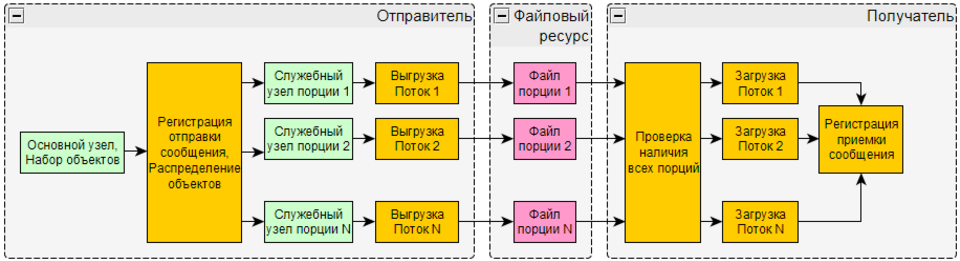 Отправитель
Файловый
ресурс
Получатель
Основной узел,
Набор объектов
Регистрация
отправки
сообщения,
Распределение
объектов
Служебный
узел порции 1
Выгрузка
Поток 1
Файл
порции 1
Служебный
узел порции 2
Выгрузка
Поток 2
Файл
порции 2
Служебный
узел порции N
Выгрузка
Поток N
Файл
порции N
Проверка
наличия
всех порций
Загрузка
Поток 1
Загрузка
Поток 2
Загрузка
Поток N
Регистрация
приемки
сообщения